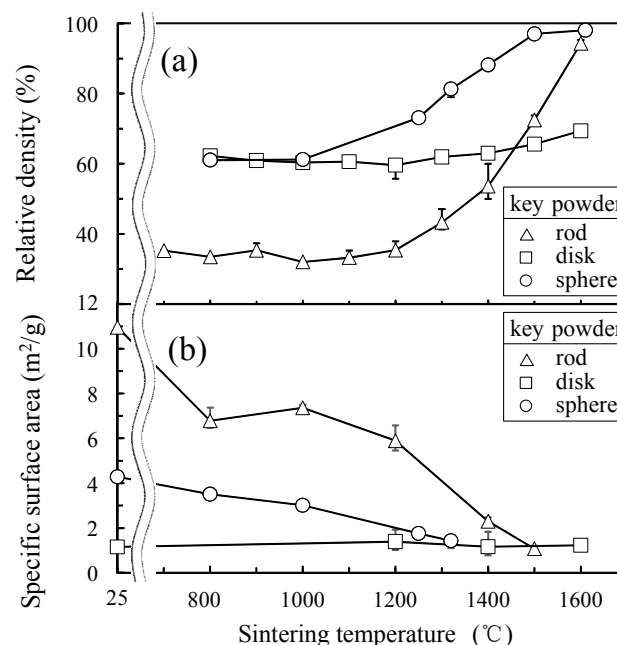 100
(a)
80
60
40
12
Relative density (%)
key powder
rod
disk
sphere
(b)
10
8
6
4
2
0
Specific surface area (m²/g)
key powder
rod
disk
sphere
25 800 1000 1200 1400 1600
Sintering temperature (℃)